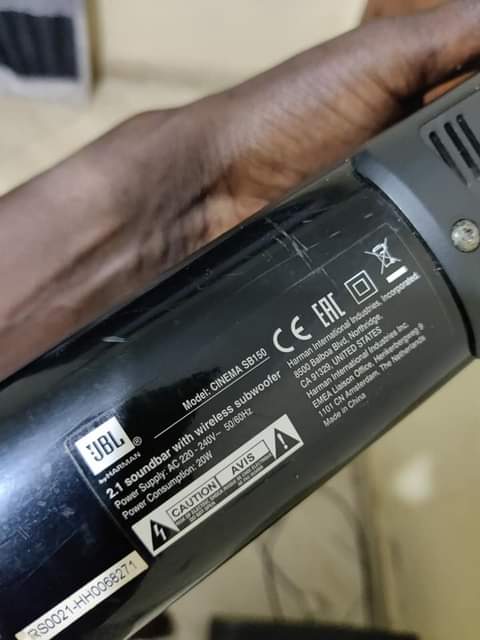 JBL®
by HARMAN
Model: CINEMA SB150
2.1 soundbar with wireless subwoofer
Power Supply: AC 220 - 240V~ 50/60Hz
Power Consumption: 20W
CAUTION
AVIS
CE EAC
Harman International Industries, Incorporated.
8500 Balboa Blvd, Northridge,
CA 91329, UNITED STATES
Harman International Industries Inc.
EMEA Liaison Office, Herikerbergweg 9
1101 CN Amsterdam, The Netherlands
Made in China
RS0021-HH0068271